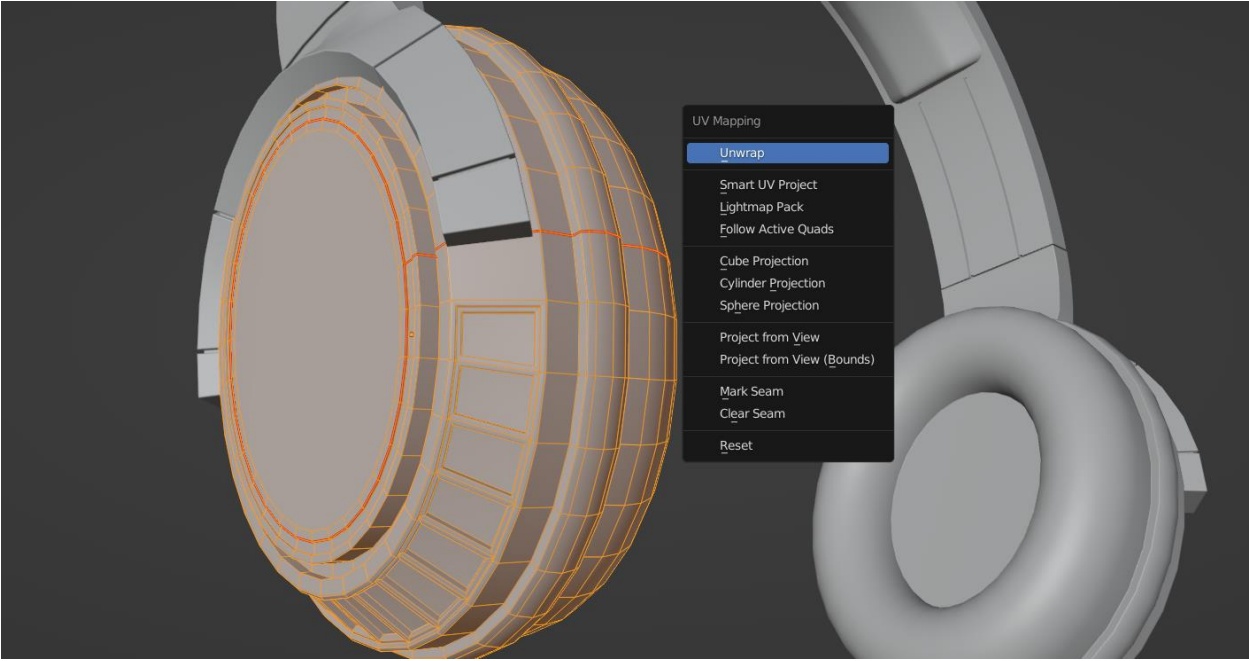 UV Mapping
Unwrap
Smart UV Project
Lightmap Pack
Follow Active Quads
Cube Projection
Cylinder Projection
Sphere Projection
Project from View
Project from View (Bounds)
Mark Seam
Clear Seam
Reset